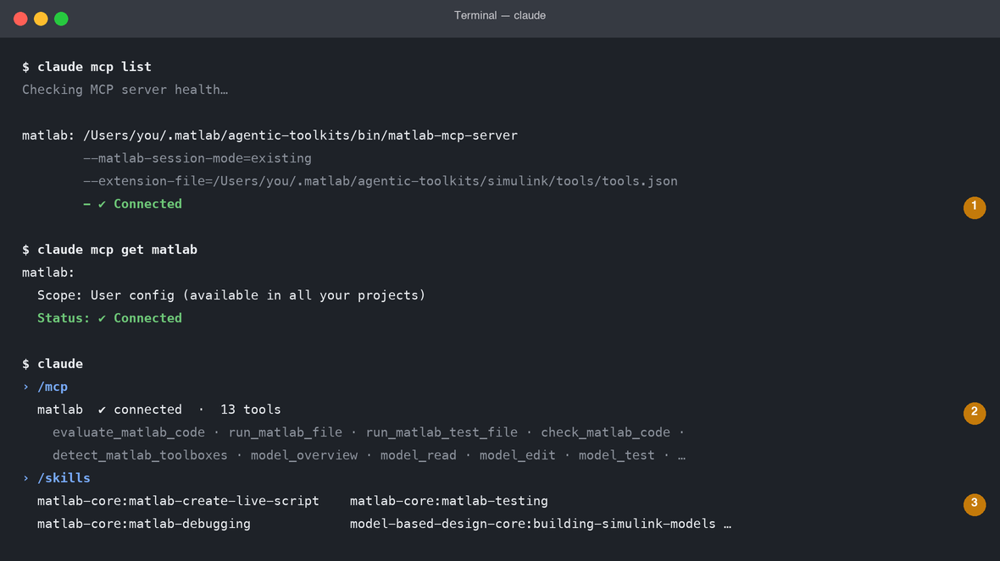 Terminal — claude
$ claude mcp list
Checking MCP server health…
matlab: /Users/you/.matlab/agentic-toolkits/bin/matlab-mcp-server
--matlab-session-mode=existing
--extension-file=/Users/you/.matlab/agentic-toolkits/simulink/tools/tools.json
– ✔ Connected
1
$ claude mcp get matlab
matlab:
Scope: User config (available in all your projects)
Status: ✔ Connected
$ claude
› /mcp
matlab ✔ connected · 13 tools
2
evaluate_matlab_code · run_matlab_file · run_matlab_test_file · check_matlab_code ·
detect_matlab_toolboxes · model_overview · model_read · model_edit · model_test · …
› /skills
matlab-core:matlab-create-live-script matlab-core:matlab-testing
3
matlab-core:matlab-debugging model-based-design-core:building-simulink-models …